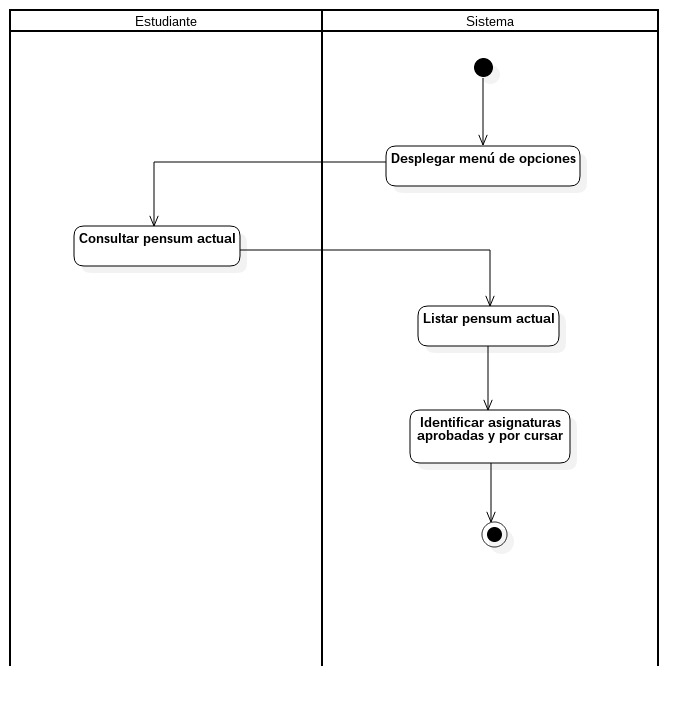 Estudiante
Sistema
Desplegar menú de opciones
Consultar pensum actual
Listar pensum actual
Identificar asignaturas
aprobadas y por cursar